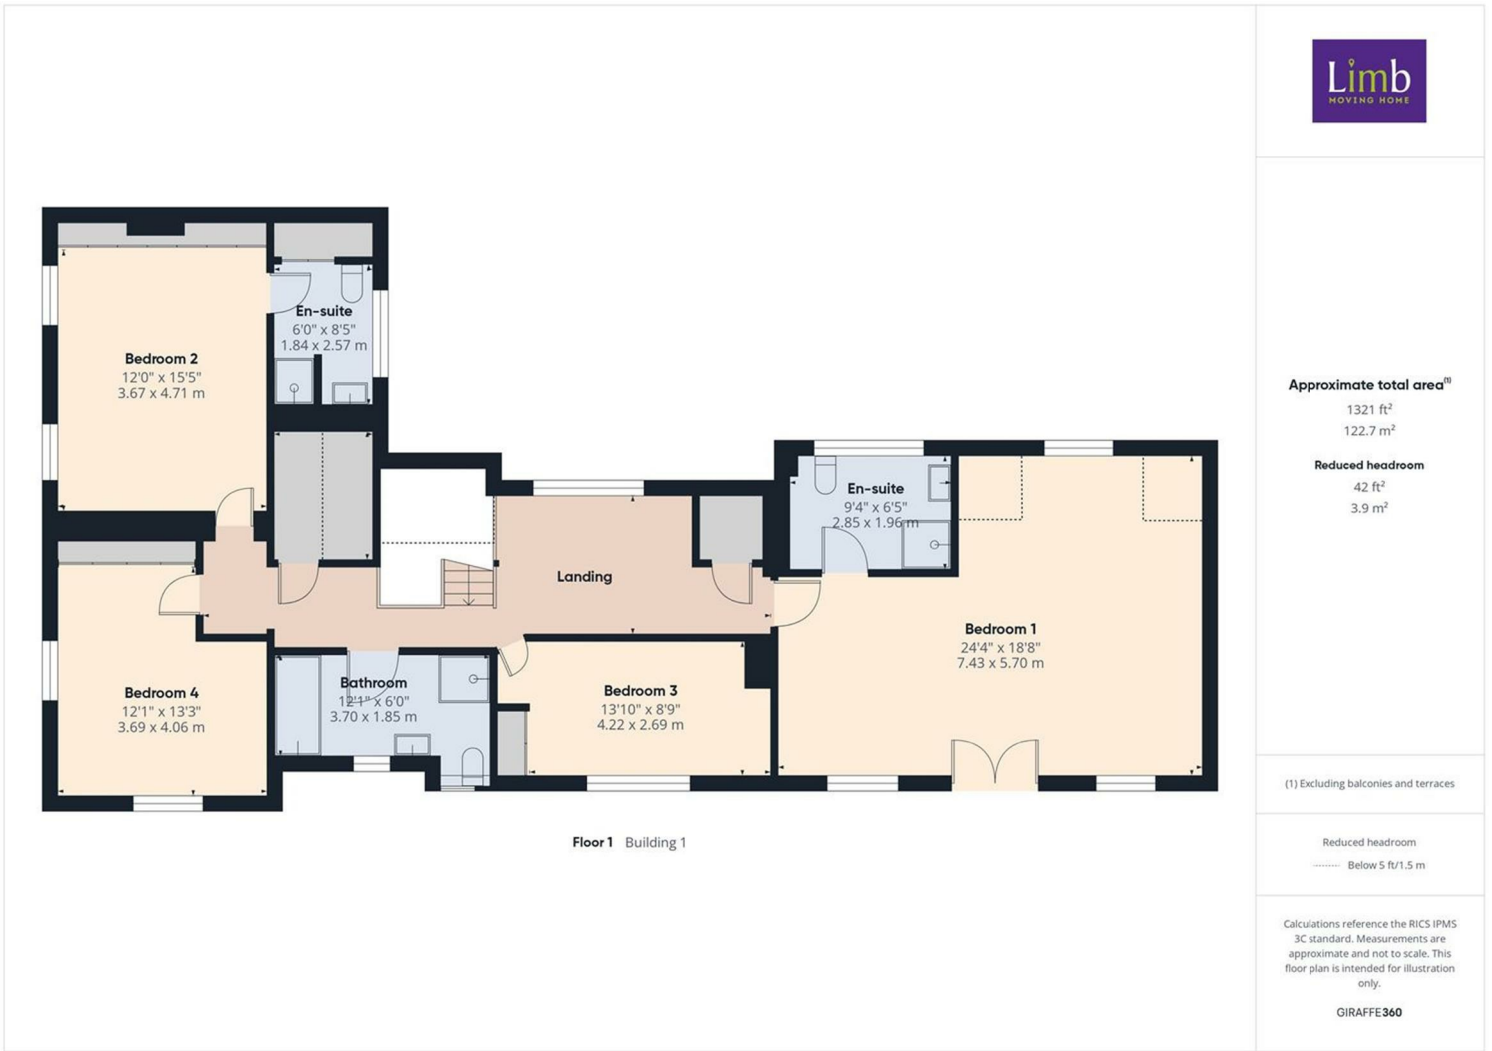 Limb
MOVING HOME
Bedroom 2
12'0" x 15'5"
3.67 x 4.71 m
En-suite
6'0" x 8'5"
1.84 x 2.57 m
En-suite
9'4" x 6'5"
2.85 x 1.96 m
Landing
Bedroom 1
24'4" x 18'8"
7.43 x 5.70 m
Bedroom 4
12'1" x 13'3"
3.69 x 4.06 m
Bathroom
12'1" x 6'0"
3.70 x 1.85 m
Bedroom 3
13'10" x 8'9"
4.22 x 2.69 m
Floor 1 Building 1
Approximate total area(1)
1321 ft²
122.7 m²
Reduced headroom
42 ft²
3.9 m²
(1) Excluding balconies and terraces
Reduced headroom
Below 5 ft/1.5 m
Calculations reference the RICS IPMS
3C standard. Measurements are
approximate and not to scale. This
floor plan is intended for illustration
only.
GIRAFFE360